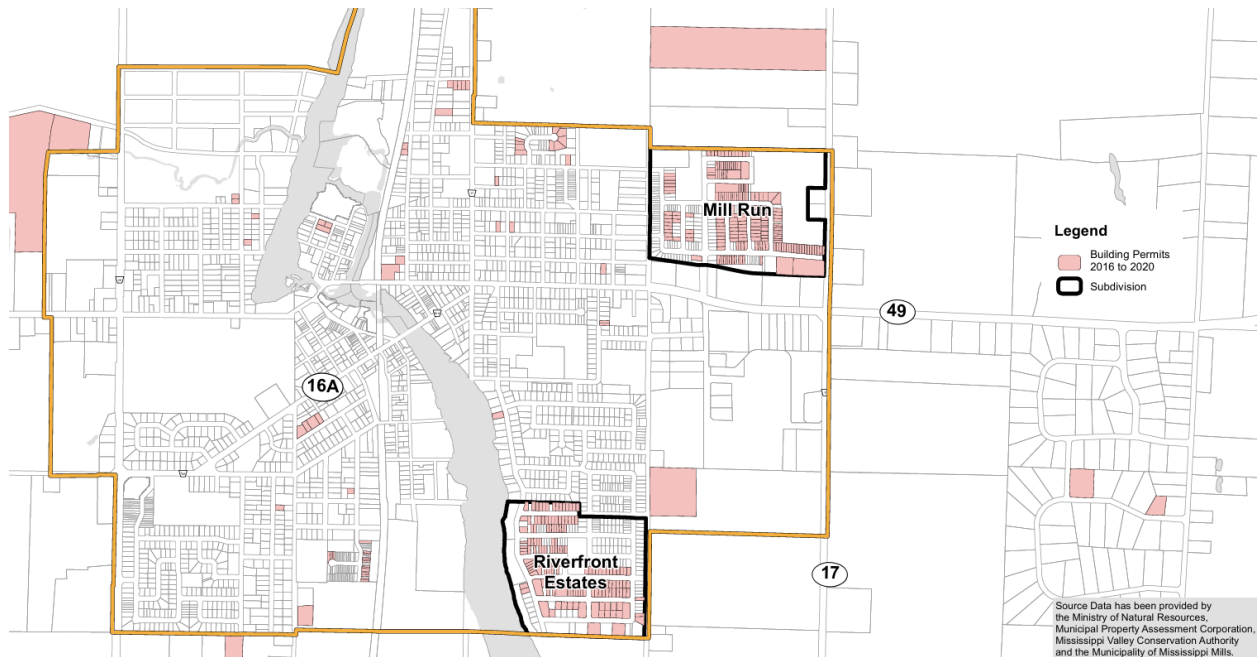 Mill Run
Legend
Building Permits
2016 to 2020
Subdivision
49
16A
Riverfront
Estates
17
Source Data has been provided by
the Ministry of Natural Resources,
Municipal Property Assessment Corporation,
Mississippi Valley Conservation Authority
and the Municipality of Mississippi Mills.